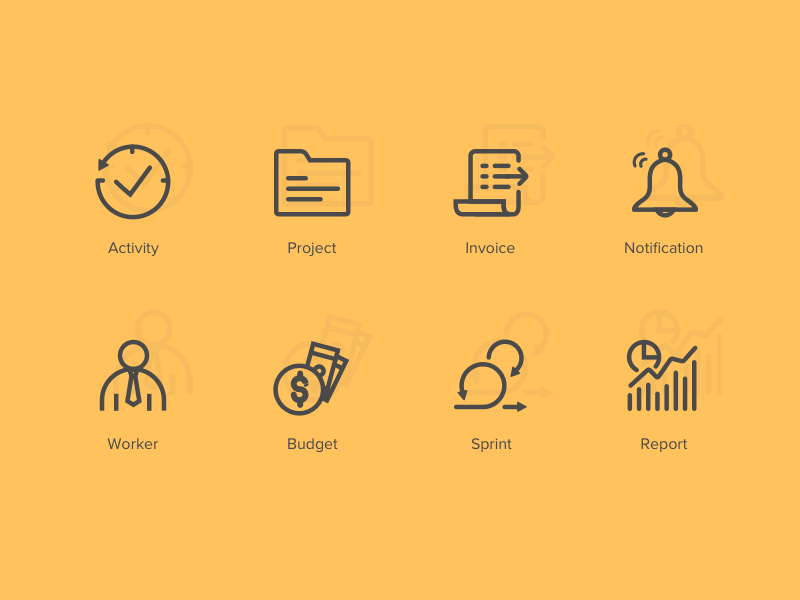 Activity
Project
Invoice
Notification
Worker
$
Budget
Sprint
Report